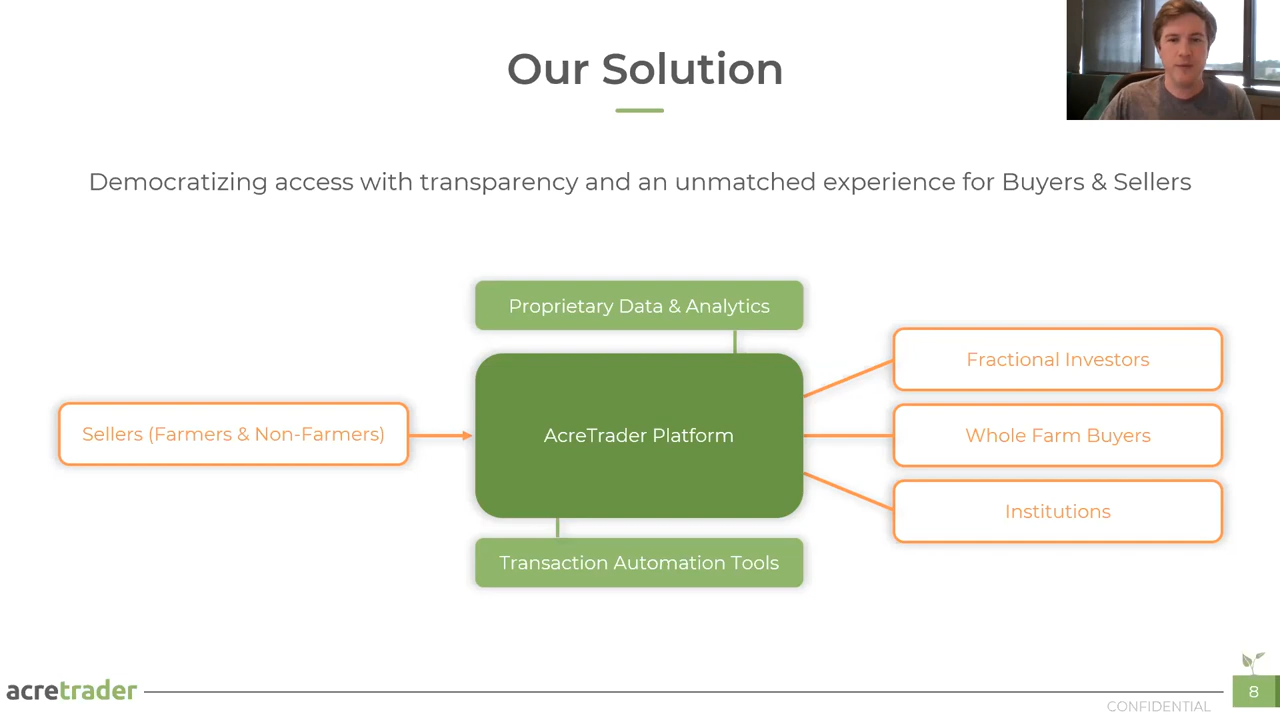 Our Solution
Democratizing access with transparency and an unmatched experience for Buyers & Sellers
Proprietary Data & Analytics
Sellers (Farmers & Non-Farmers)
AcreTrader Platform
Fractional Investors
Whole Farm Buyers
Institutions
Transaction Automation Tools
acretrader
CONFIDENTIAL
8